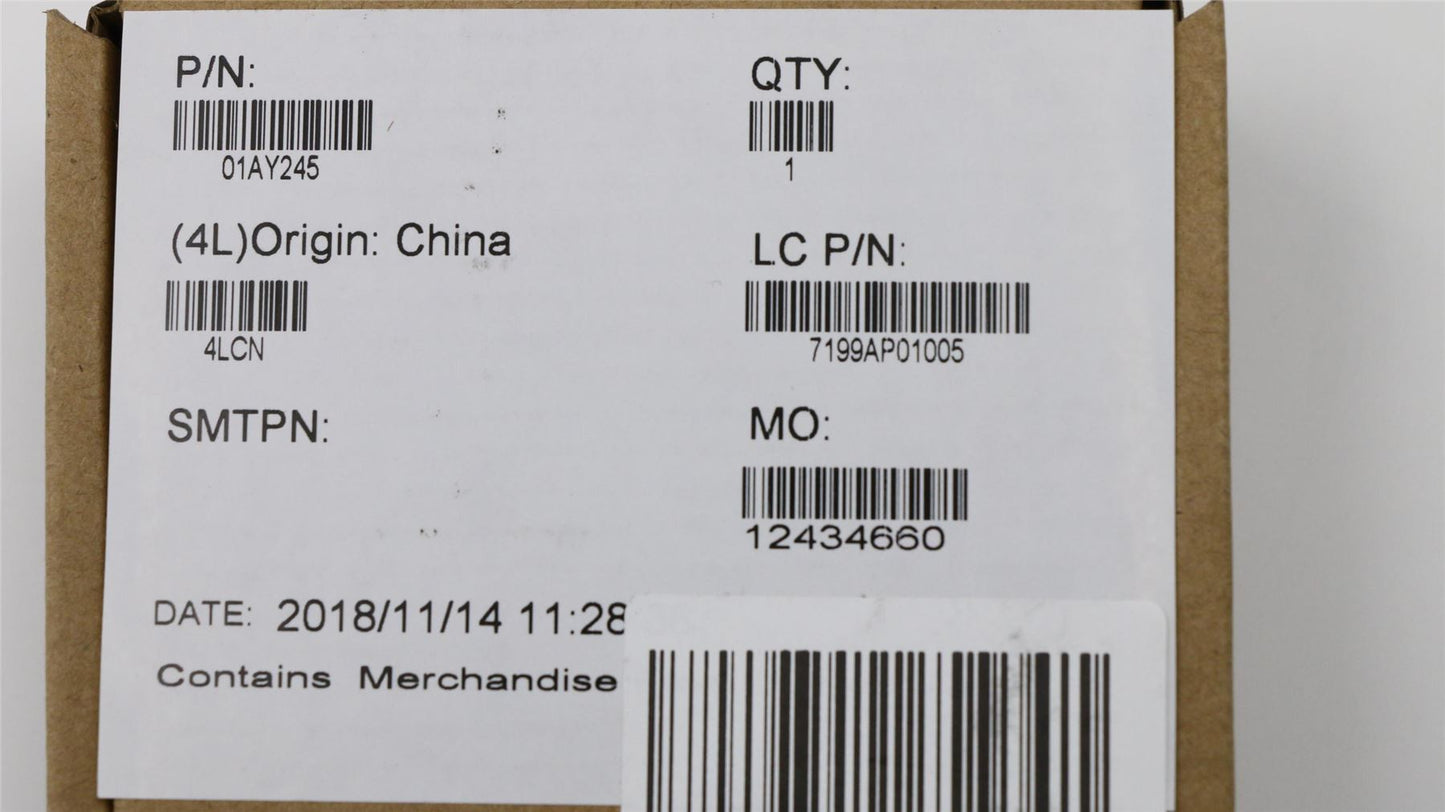 P/N:
01AY245
QTY:
1
(4L)Origin: China
4LCN
LC P/N:
7199AP01005
SMTPN:
MO:
12434660
DATE: 2018/11/14 11:28
Contains Merchandise